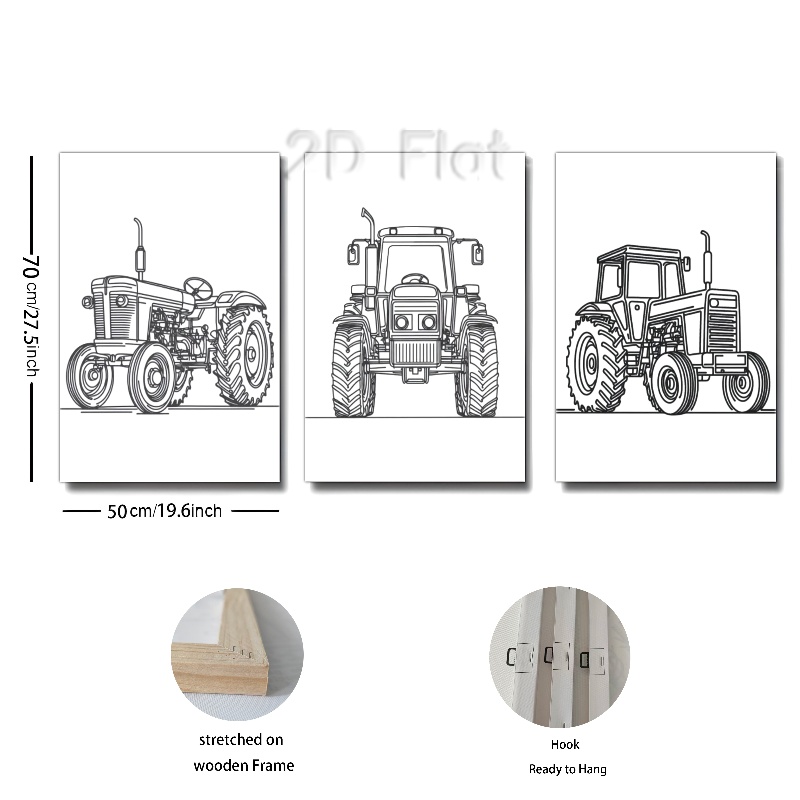 2D Flat
70 cm/27.5inch
50cm/19.6inch
stretched on
wooden Frame
Hook
Ready to Hang